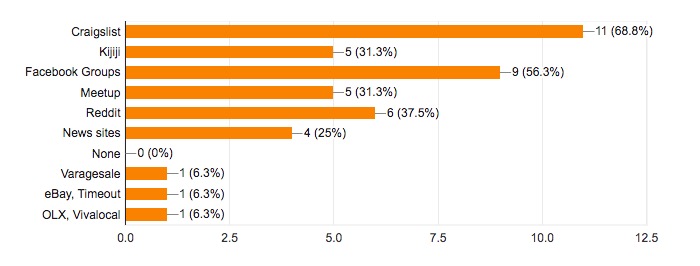 Craigslist 11 (68.8%)
Kijiji 5 (31.3%)
Facebook Groups 9 (56.3%)
Meetup 5 (31.3%)
Reddit 6 (37.5%)
News sites 4 (25%)
None 0 (0%)
Varagesale 1 (6.3%)
eBay, Timeout 1 (6.3%)
OLX, Vivalocal 1 (6.3%)
0.0 2.5 5.0 7.5 10.0 12.5